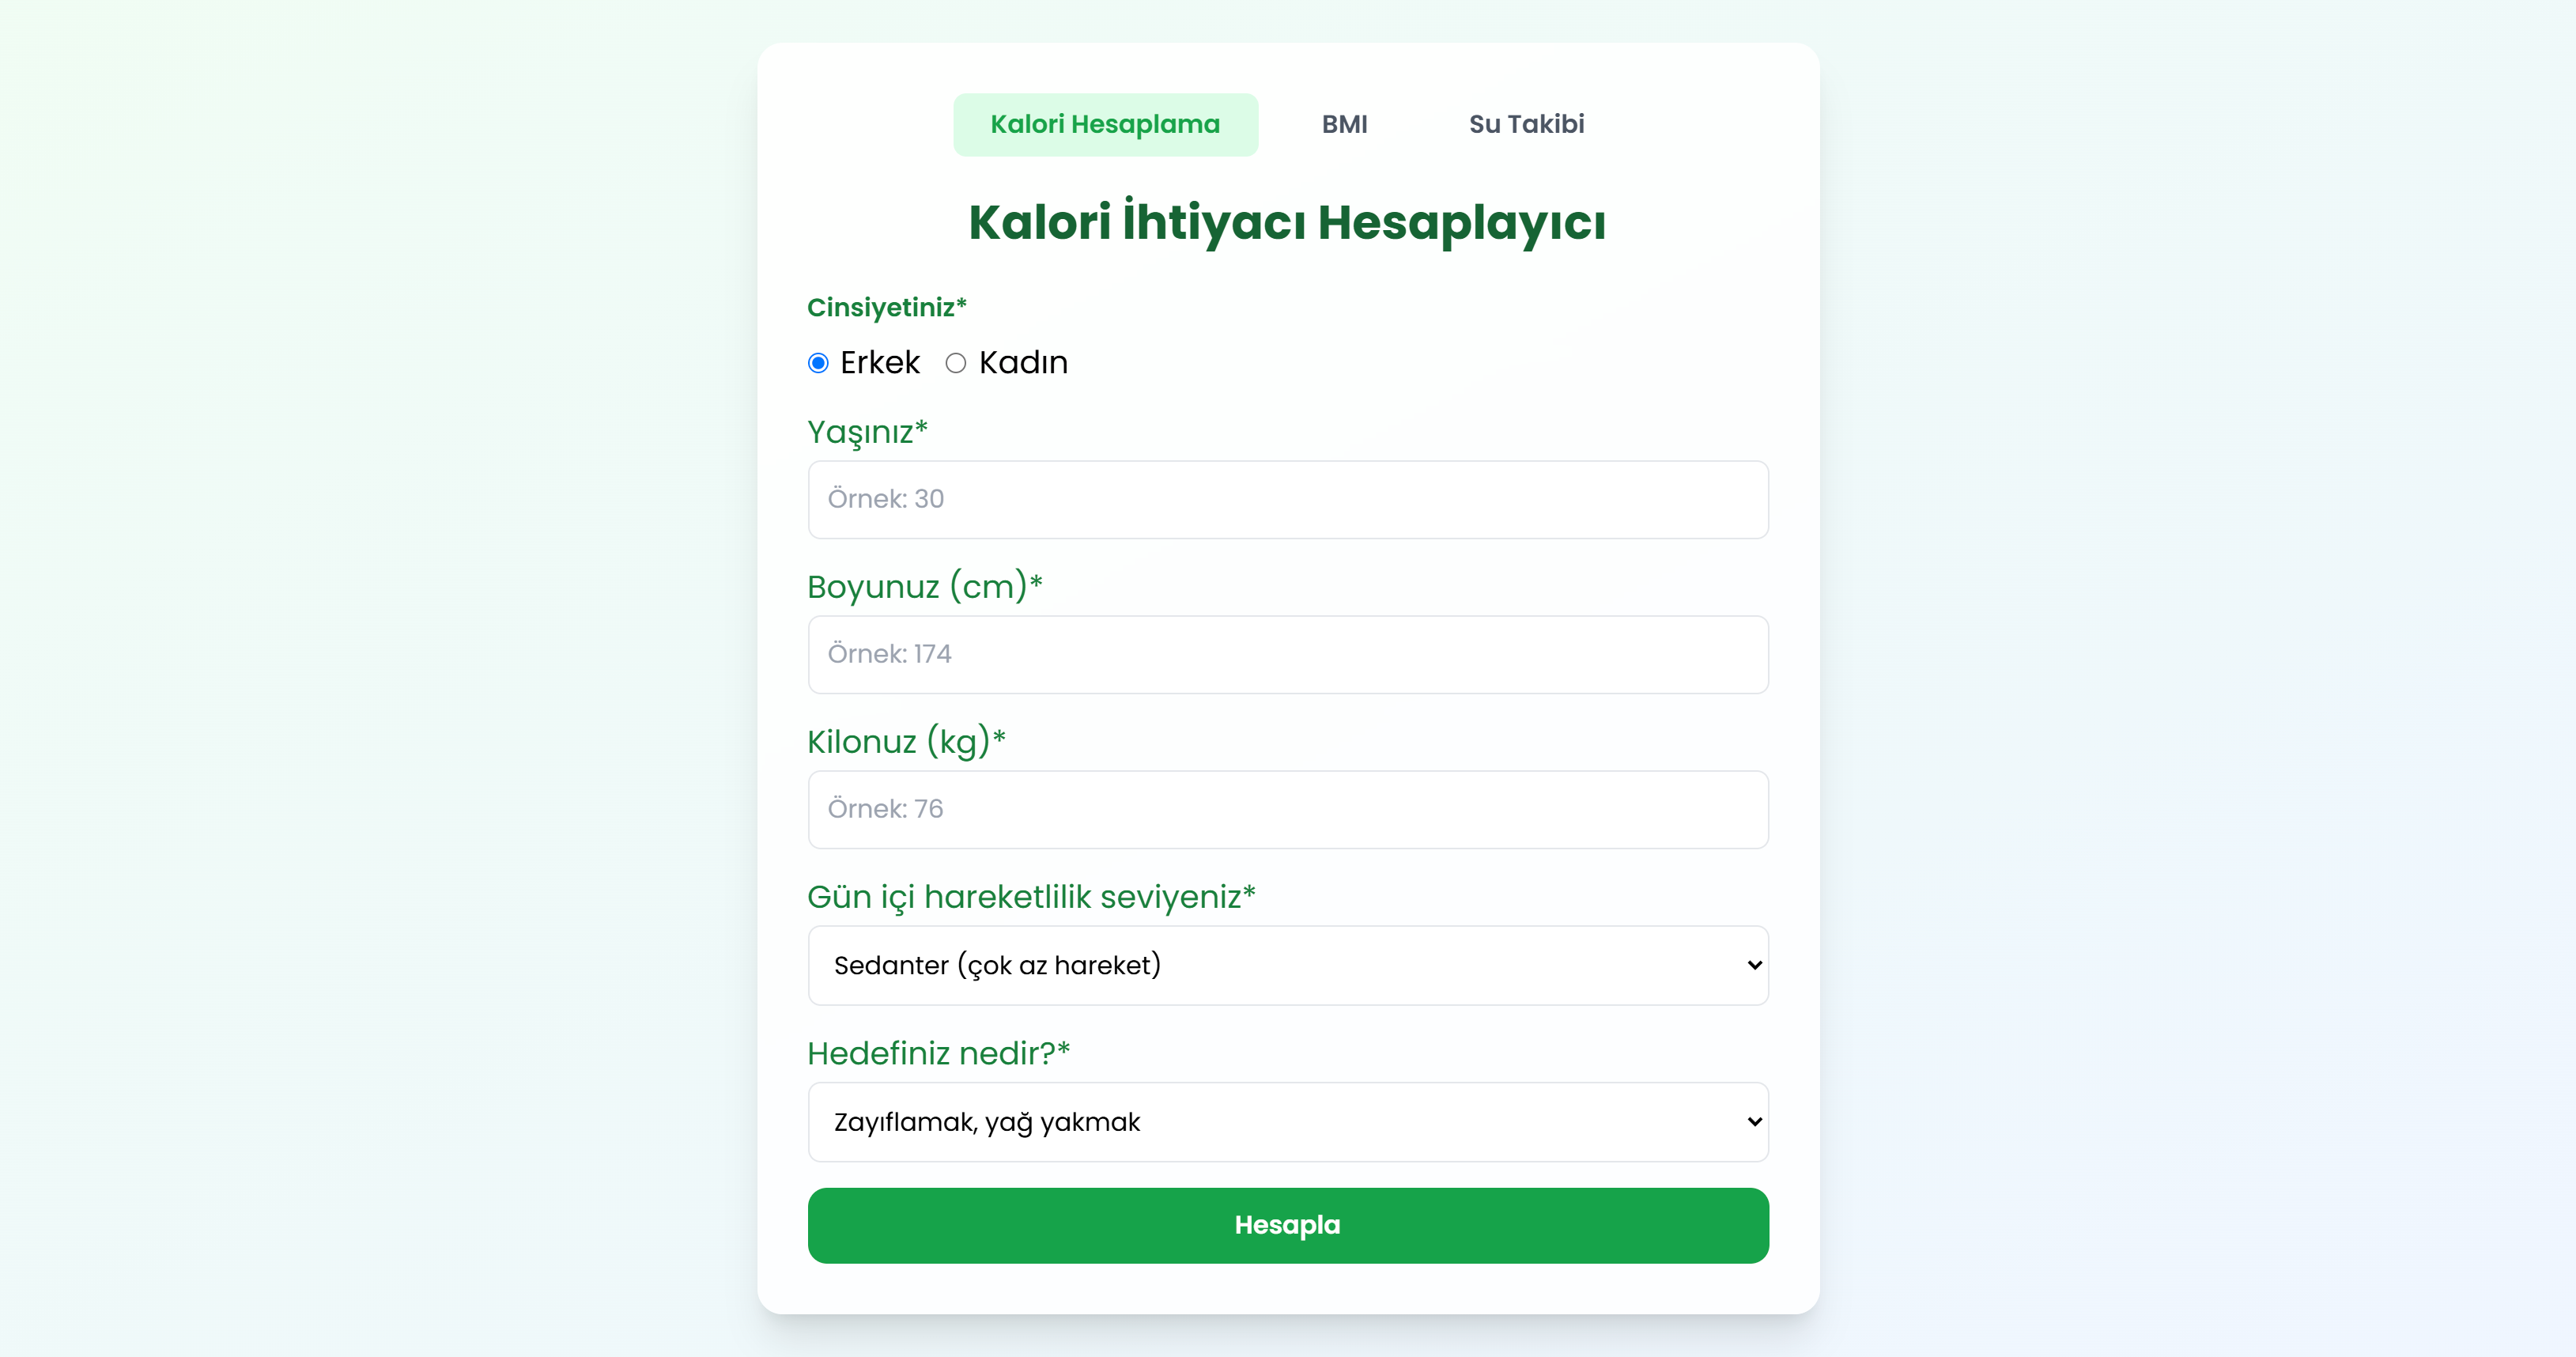 Kalori Hesaplama BMI Su Takibi
Kalori İhtiyacı Hesaplayıcı
Cinsiyetiniz*
Erkek Kadın
Yaşınız*
Örnek: 30
Boyunuz (cm)*
Örnek: 174
Kilonuz (kg)*
Örnek: 76
Gün içi hareketlilik seviyeniz*
Sedanter (çok az hareket)
Hedefiniz nedir?*
Zayıflamak, yağ yakmak
Hesapla